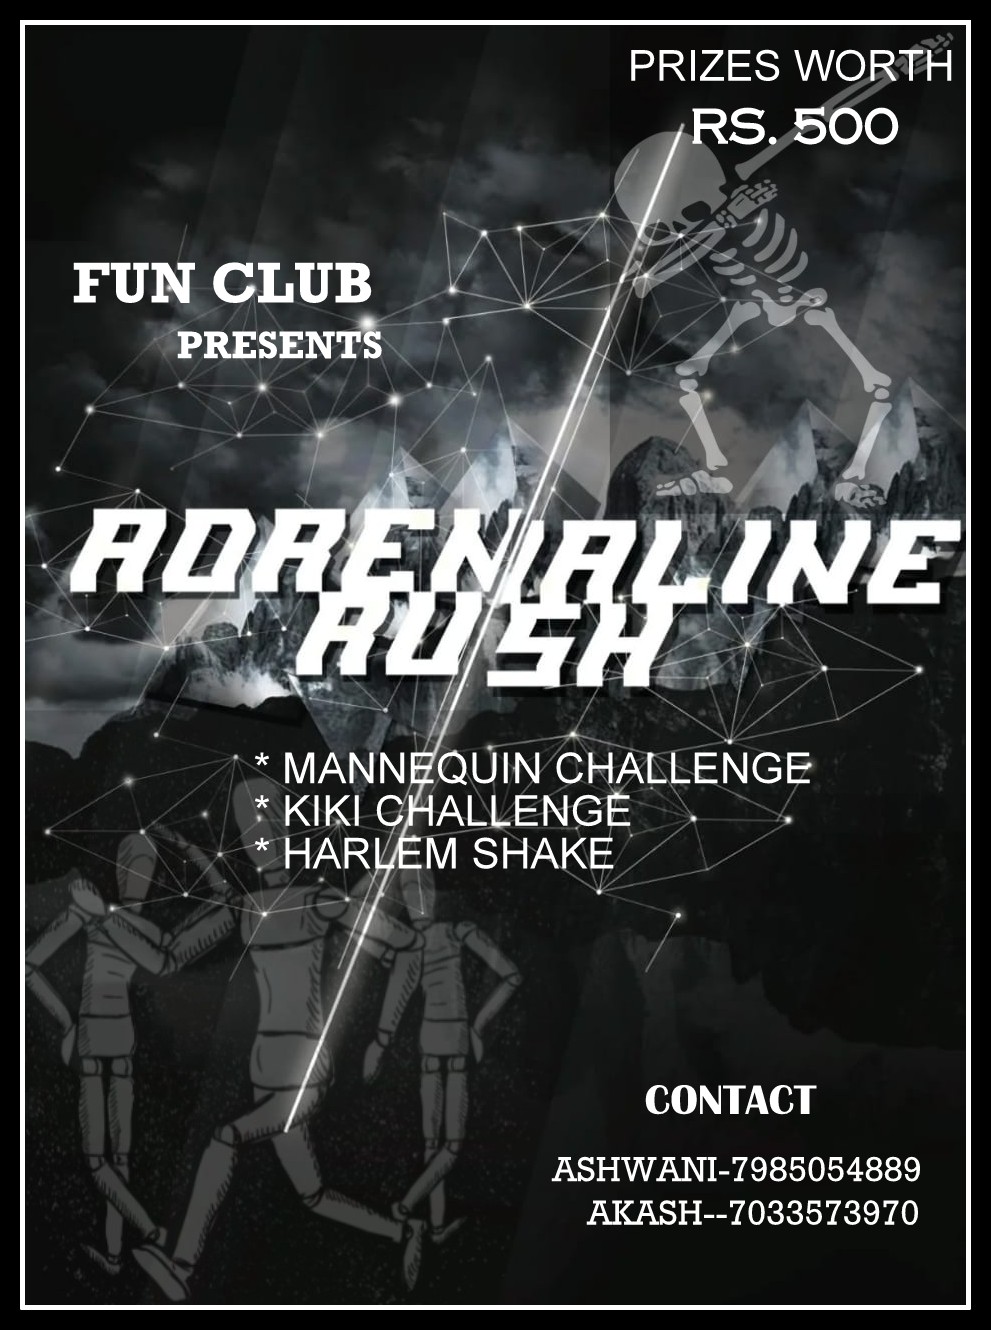 PRIZES WORTH
RS. 500
FUN CLUB
PRESENTS
ADRENALINE
RUSH
* MANNEQUIN CHALLENGE
* KIKI CHALLENGE
* HARLEM SHAKE
CONTACT
ASHWANI-7985054889
AKASH--7033573970